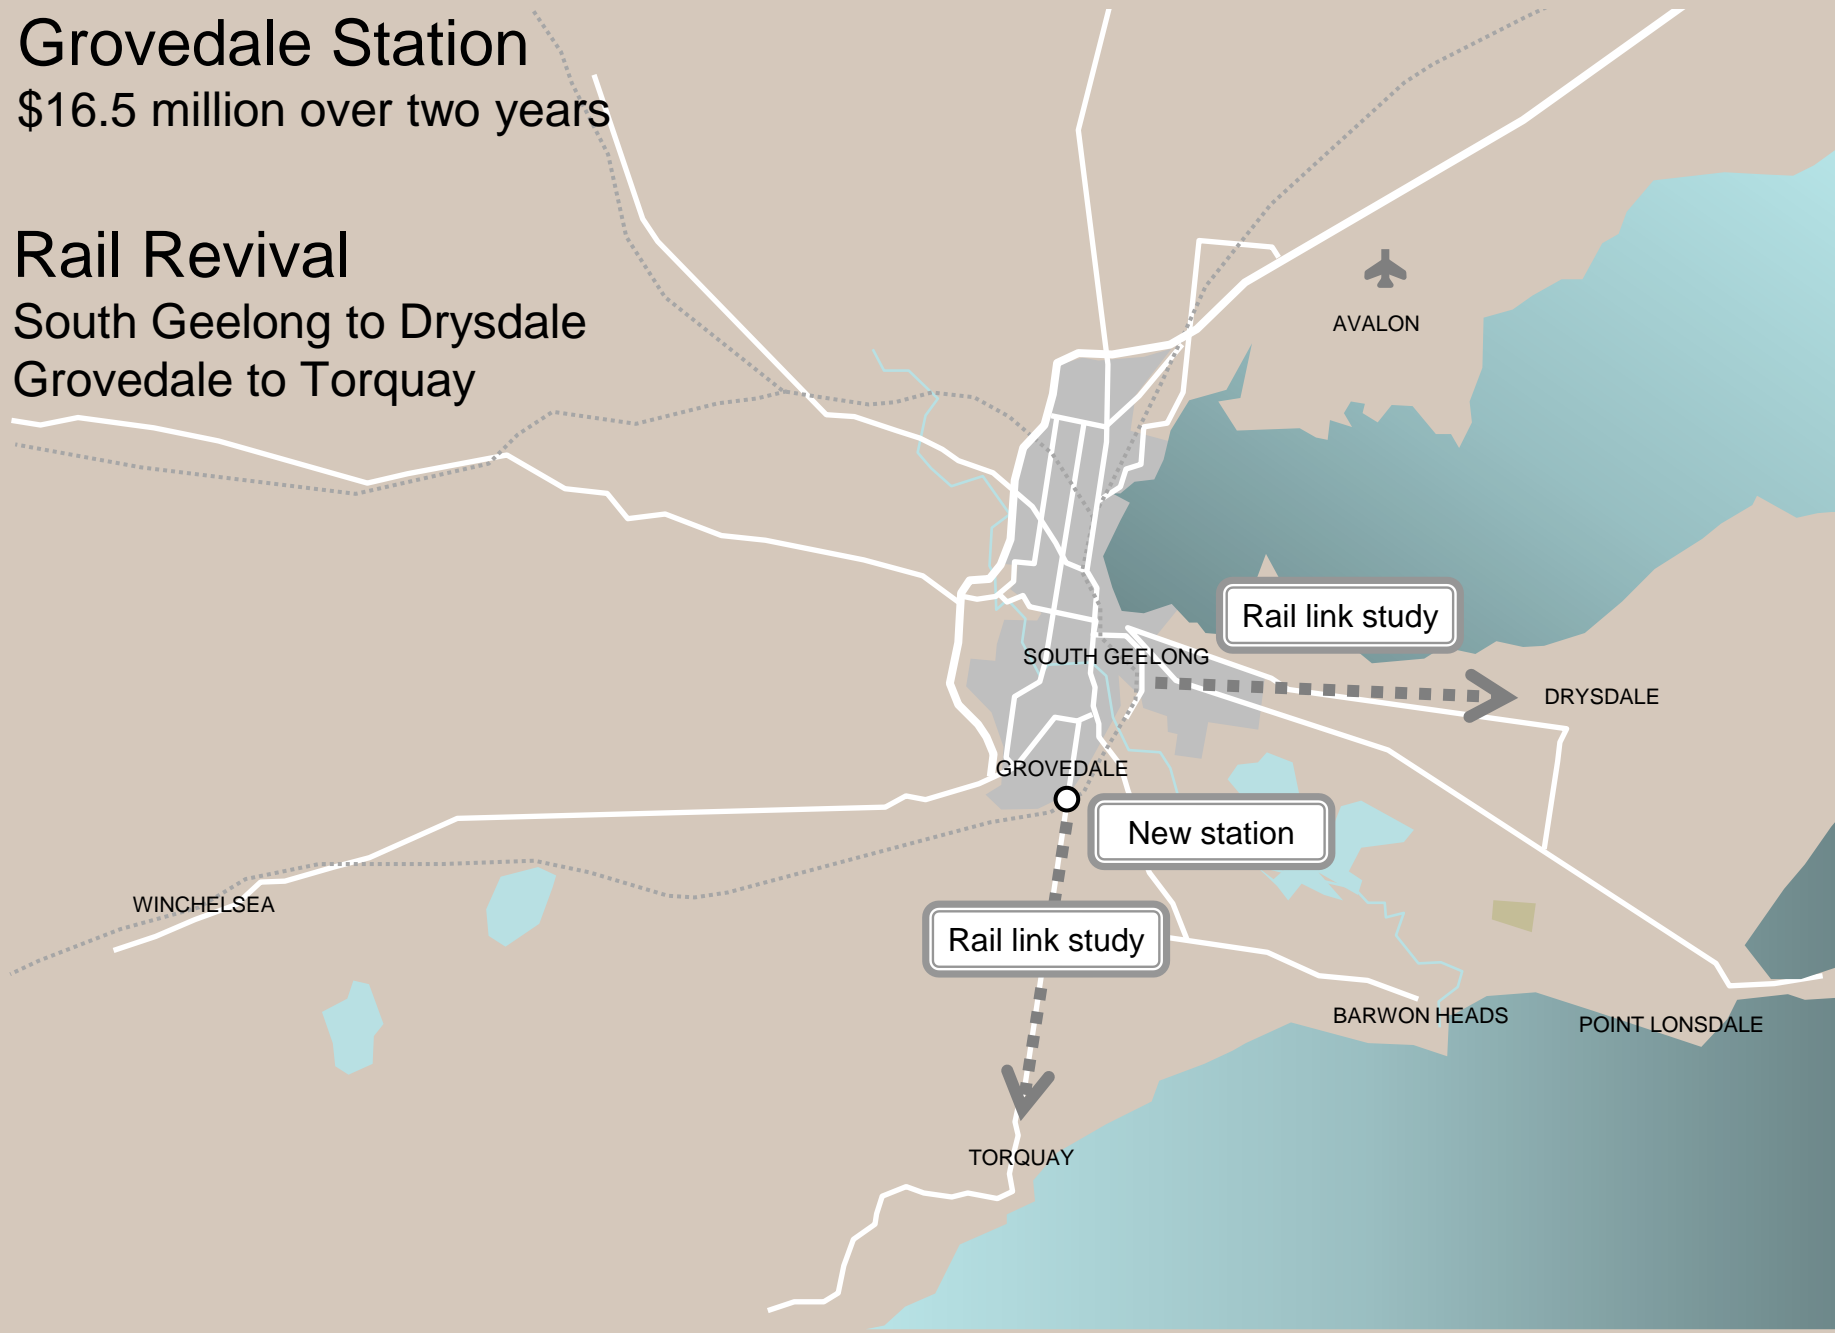 Grovedale Station
$16.5 million over two years
Rail Revival
South Geelong to Drysdale
Grovedale to Torquay
AVALON
Rail link study
SOUTH GEELONG
DRYSDALE
GROVEDALE
New station
WINCHELSEA
Rail link study
BARWON HEADS
POINT LONSDALE
TORQUAY